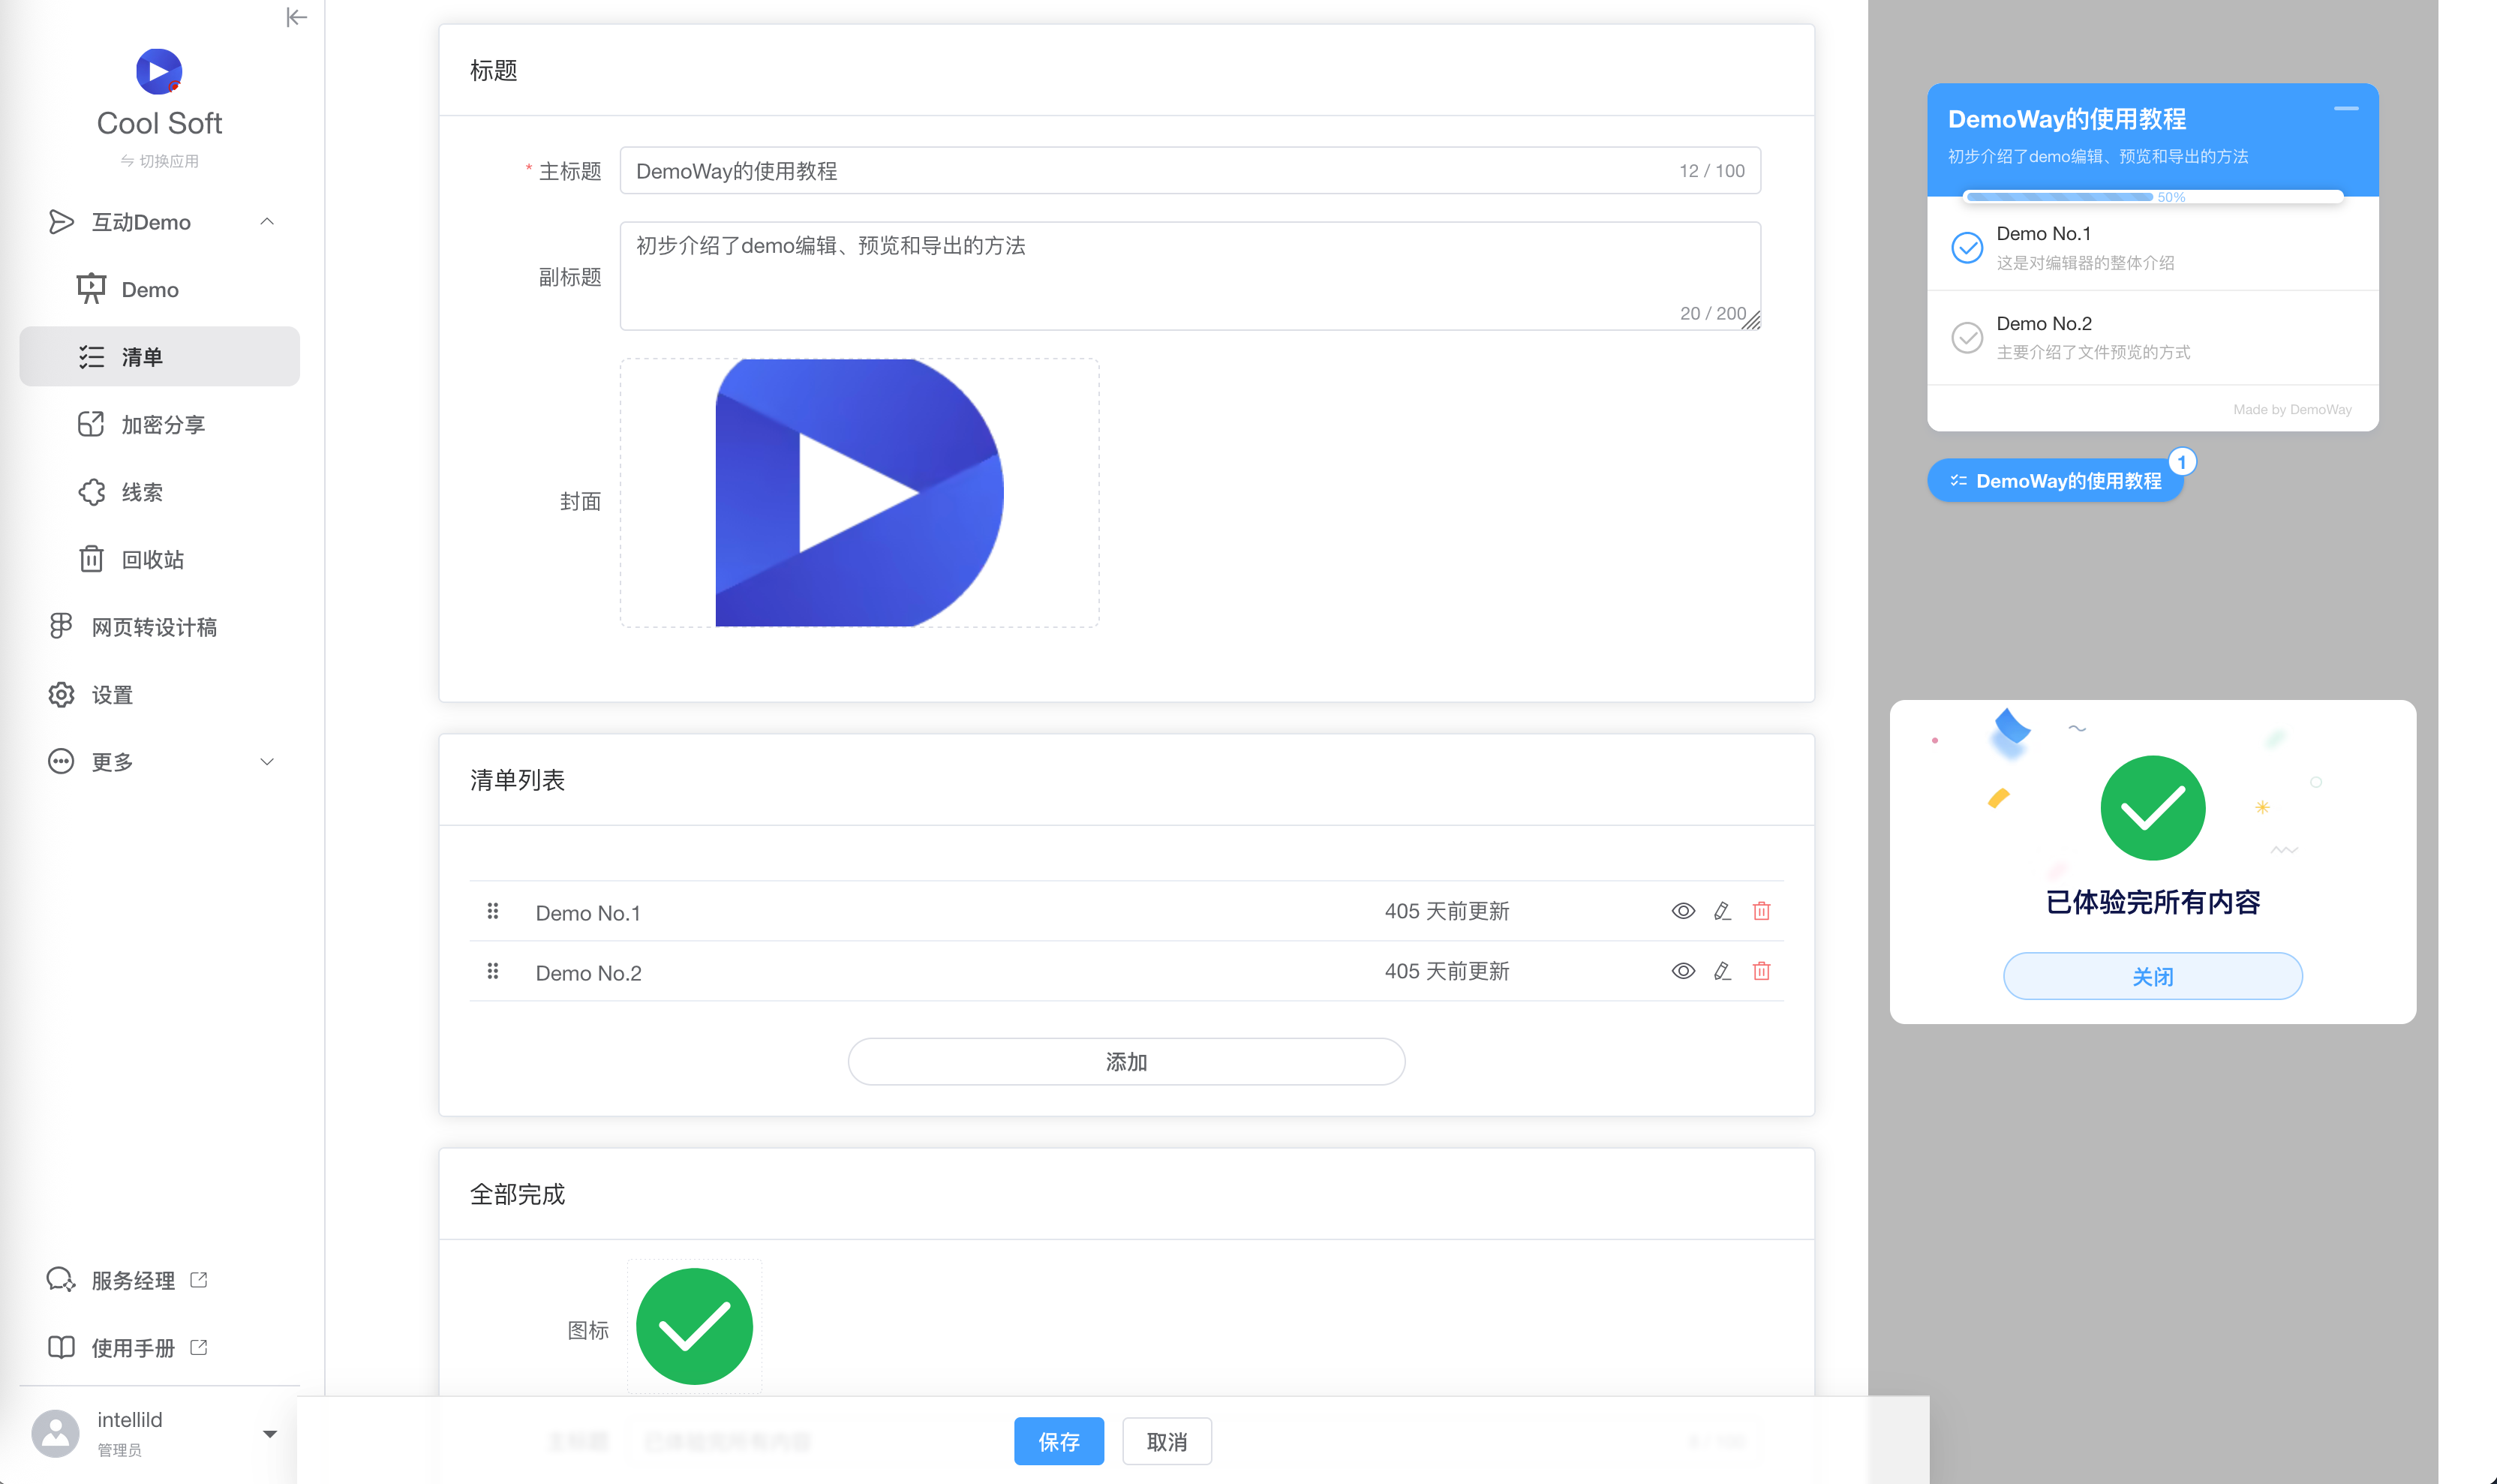 Cool Soft
切换应用
互动Demo
Demo
清单
加密分享
线索
回收站
网页转设计稿
设置
更多
服务经理
使用手册
intellild
管理员
标题
* 主标题
DemoWay的使用教程
12 / 100
副标题
初步介绍了demo编辑、预览和导出的方法
20 / 200
封面
清单列表
Demo No.1 405 天前更新
Demo No.2 405 天前更新
添加
全部完成
图标
主标题 已体验完所有内容
保存 取消
DemoWay的使用教程
初步介绍了demo编辑、预览和导出的方法
50%
Demo No.1
这是对编辑器的整体介绍
Demo No.2
主要介绍了文件预览的方式
Made by DemoWay
DemoWay的使用教程
1
已体验完所有内容
关闭